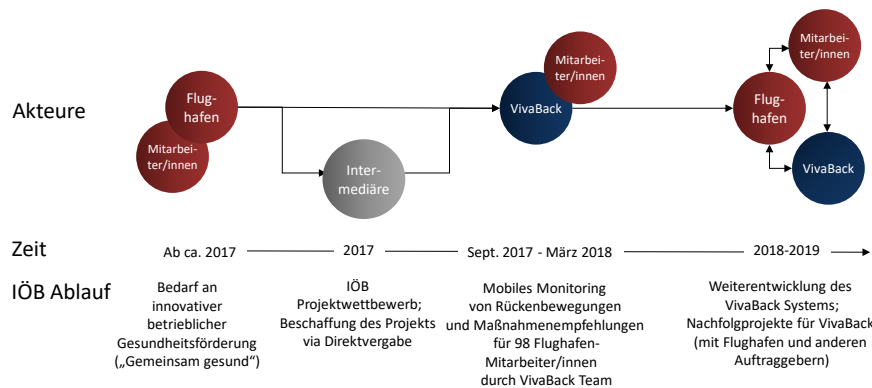 Akteure
Flug-
hafen
Mitarbei-
ter/innen
Inter-
mediäre
VivaBack
Mitarbei-
ter/innen
Mitarbei-
ter/innen
Flug-
hafen
VivaBack
Zeit
Ab ca. 2017
2017
Sept. 2017 - März 2018
2018-2019
IÖB Ablauf
Bedarf an
innovativer
betrieblicher
Gesundheitsförderung
(„Gemeinsam gesund“)
IÖB
Projektwettbewerb;
Beschaffung des Projekts
via Direktvergabe
Mobiles Monitoring
von Rückenbewegungen
und Maßnahmenempfehlungen
für 98 Flughafen-
Mitarbeiter/innen
durch VivaBack Team
Weiterentwicklung des
VivaBack Systems;
Nachfolgprojekte für VivaBack
(mit Flughafen und anderen
Auftraggebern)